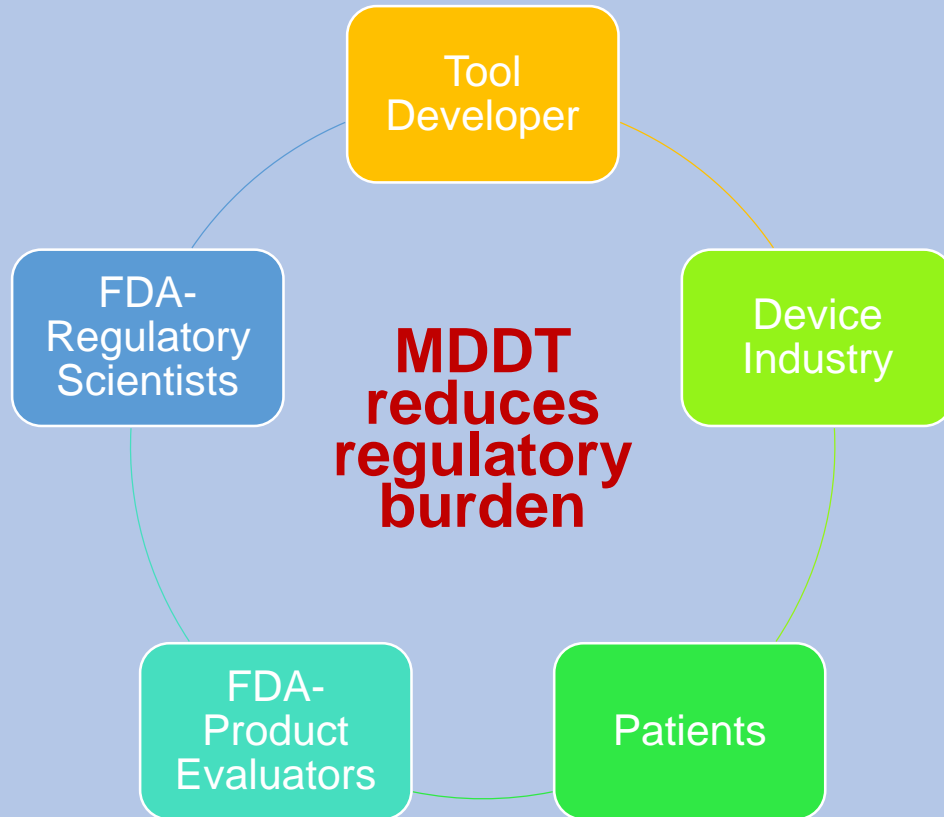 Tool
Developer
FDA-
Regulatory
Scientists
Device
Industry
MDDT
reduces
regulatory
burden
FDA-
Product
Evaluators
Patients